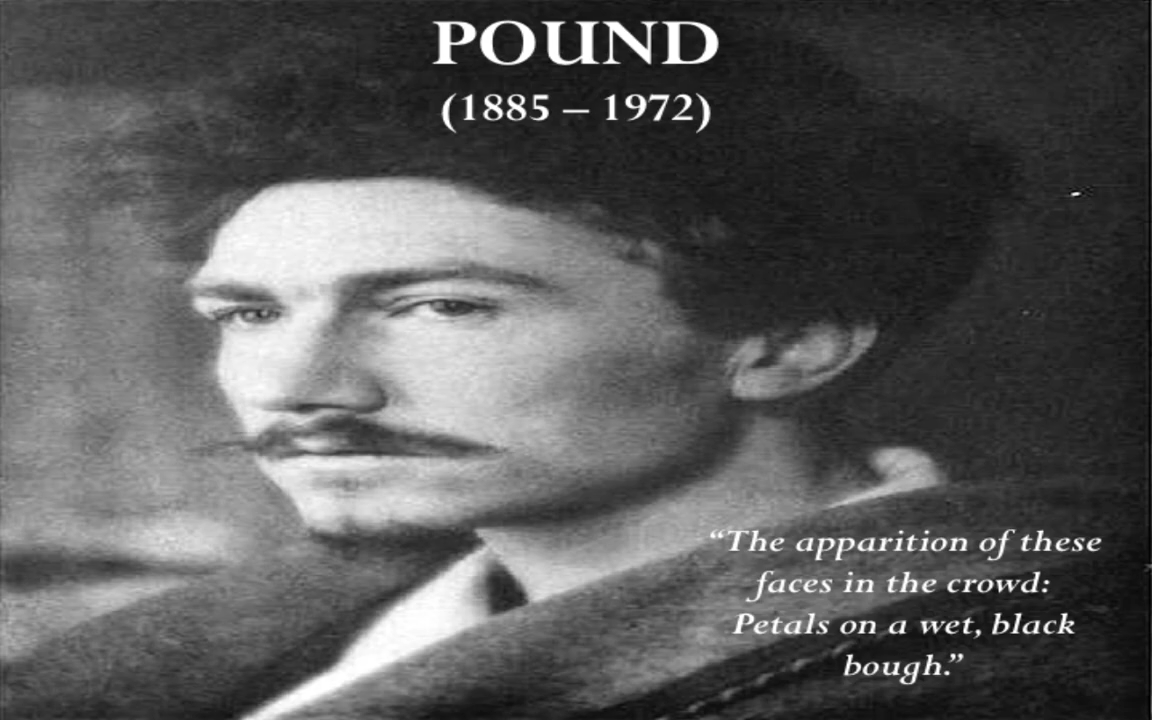 POUND
(1885 – 1972)
“The apparition of these
faces in the crowd:
Petals on a wet, black
bough.”